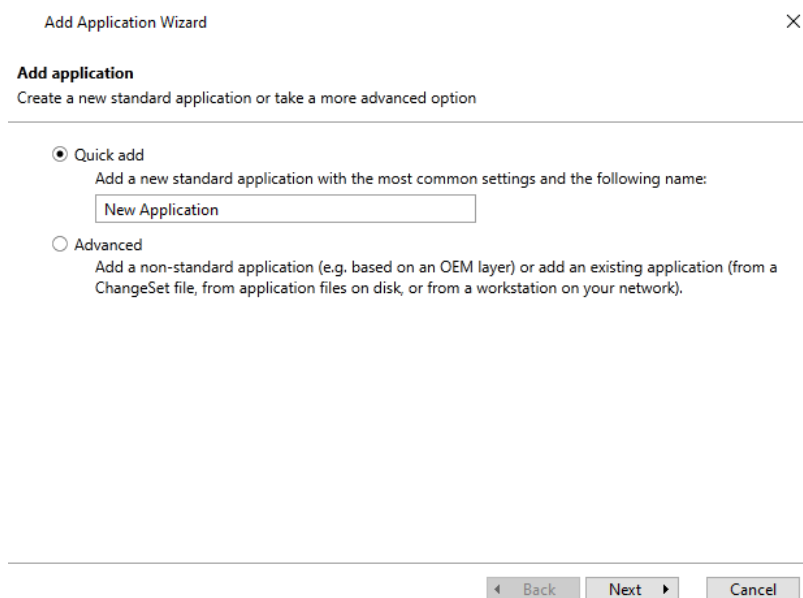 Add Application Wizard
Add application
Create a new standard application or take a more advanced option
Quick add
Add a new standard application with the most common settings and the following name:
New Application
Advanced
Add a non-standard application (e.g. based on an OEM layer) or add an existing application (from a
ChangeSet file, from application files on disk, or from a workstation on your network).
Back Next Cancel